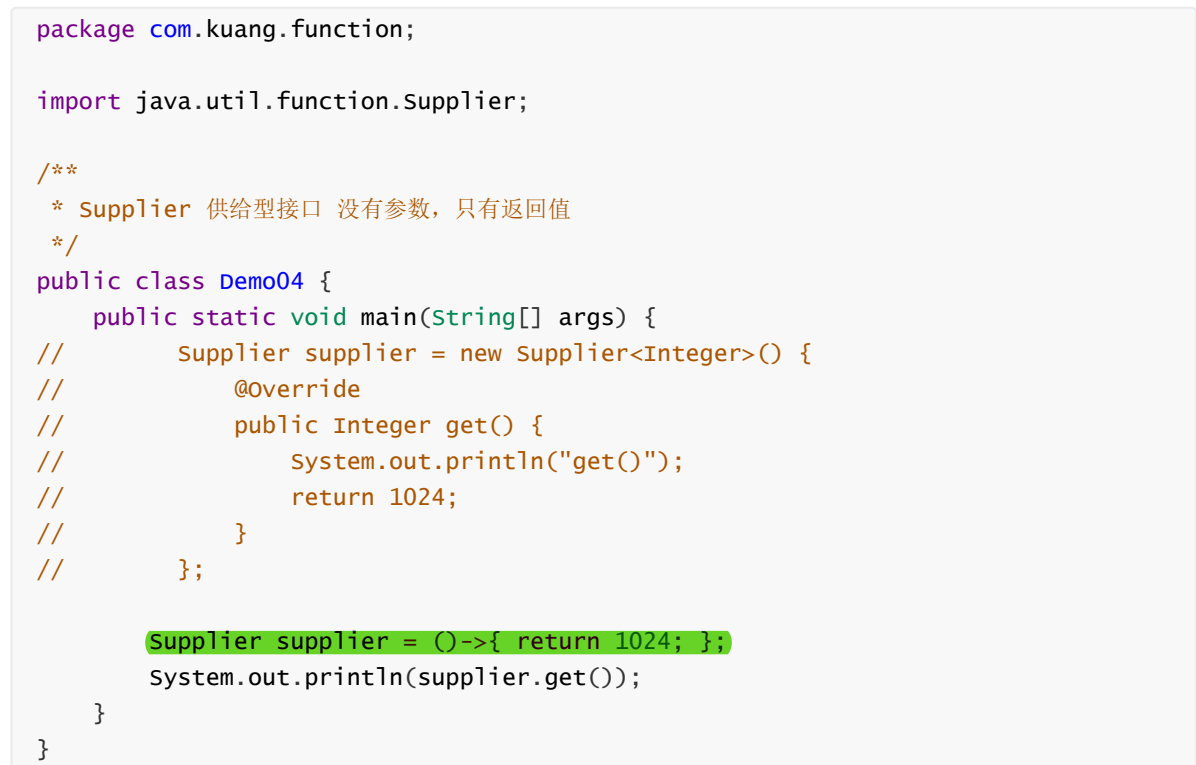 package com.kuang.function;
import java.util.function.Supplier;
/**
 * Supplier 供给型接口 没有参数，只有返回值
 */
public class Demo04 {
    public static void main(String[] args) {
//        Supplier supplier = new Supplier<Integer>() {
//            @Override
//            public Integer get() {
//                System.out.println("get()");
//                return 1024;
//            }
//        };
        Supplier supplier = ()->{ return 1024; };
        System.out.println(supplier.get());
    }
}